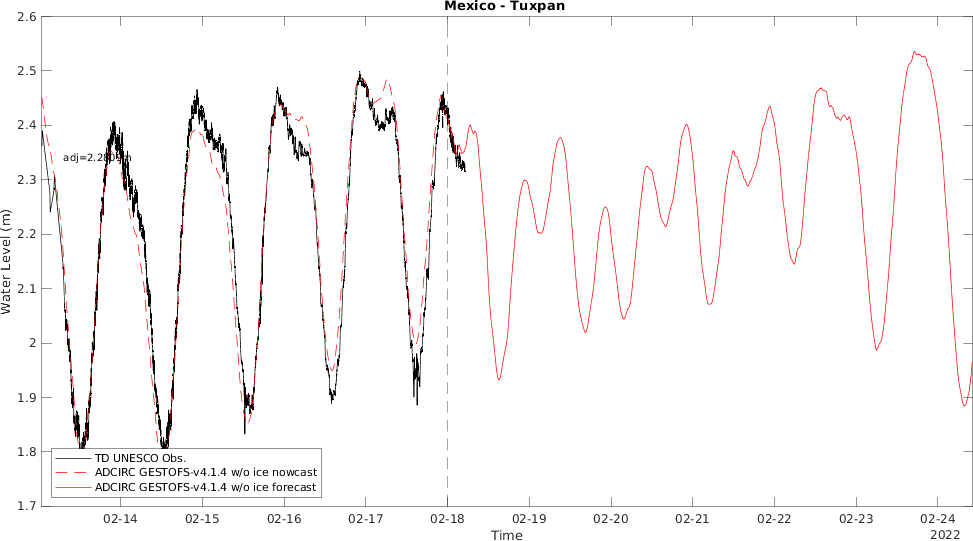 Mexico - Tuxpan
2.6
2.5
2.4
2.3
2.2
2.1
2
1.9
1.8
1.7
Water Level (m)
TD UNESCO Obs.
ADCIRC GESTOFS-v4.1.4 w/o ice nowcast
ADCIRC GESTOFS-v4.1.4 w/o ice forecast
02-14 02-15 02-16 02-17 02-18 02-19 02-20 02-21 02-22 02-23 02-24
2022
Time